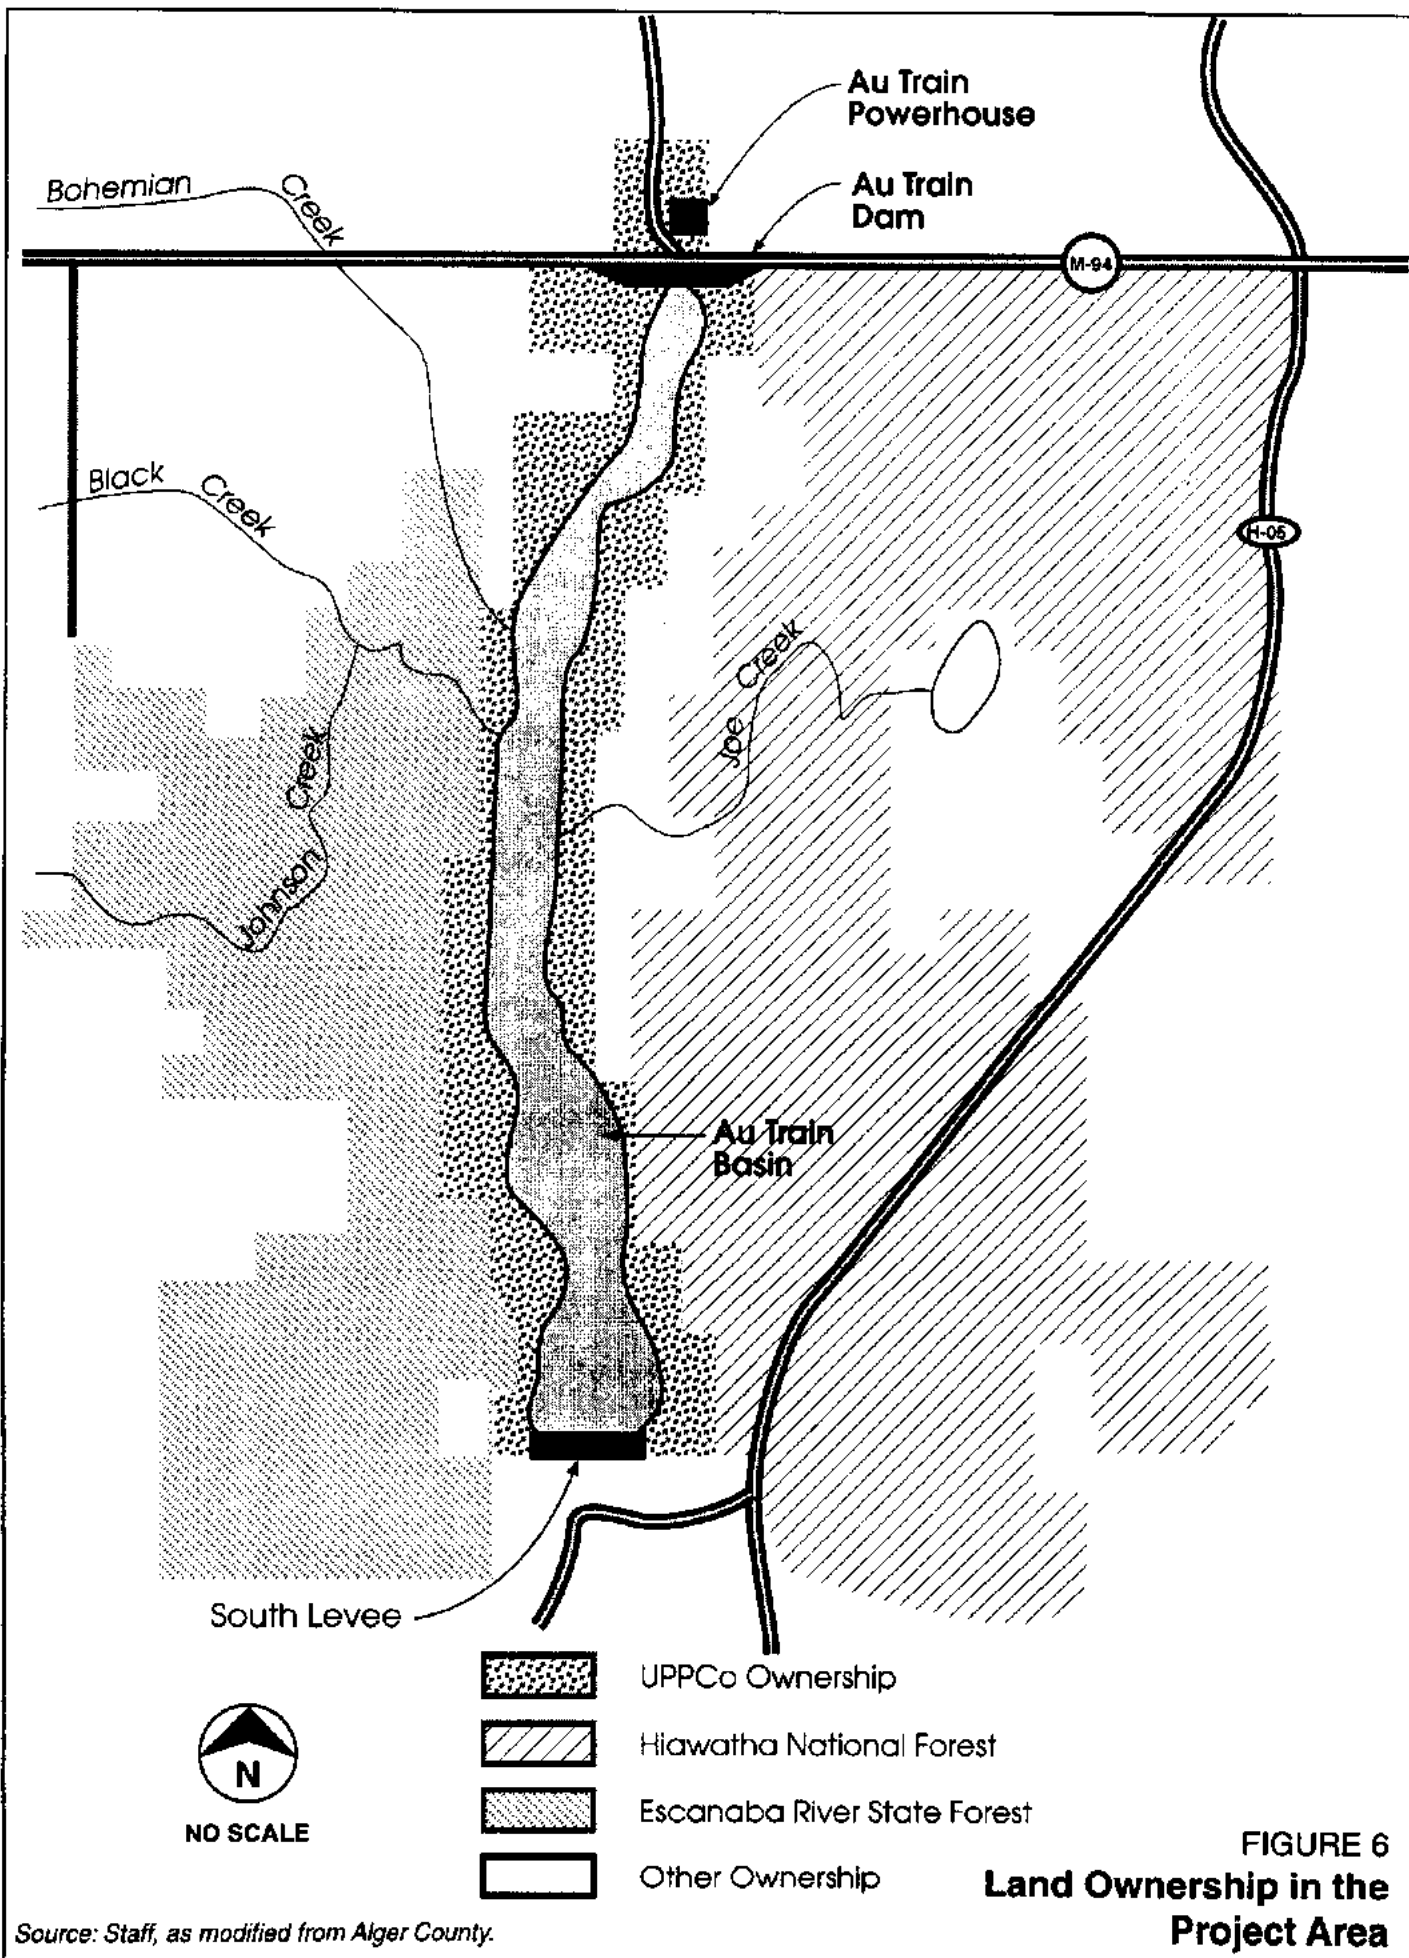 Au Train
Powerhouse
Bohemian
Creek
Au Train
Dam
M-94
Black
Creek
H-05
Joe Creek
Johnson Creek
Au Train
Basin
South Levee
UPPCo Ownership
Hiawatha National Forest
Escanaba River State Forest
Other Ownership
N
NO SCALE
FIGURE 6
Land Ownership in the
Project Area
Source: Staff, as modified from Alger County.